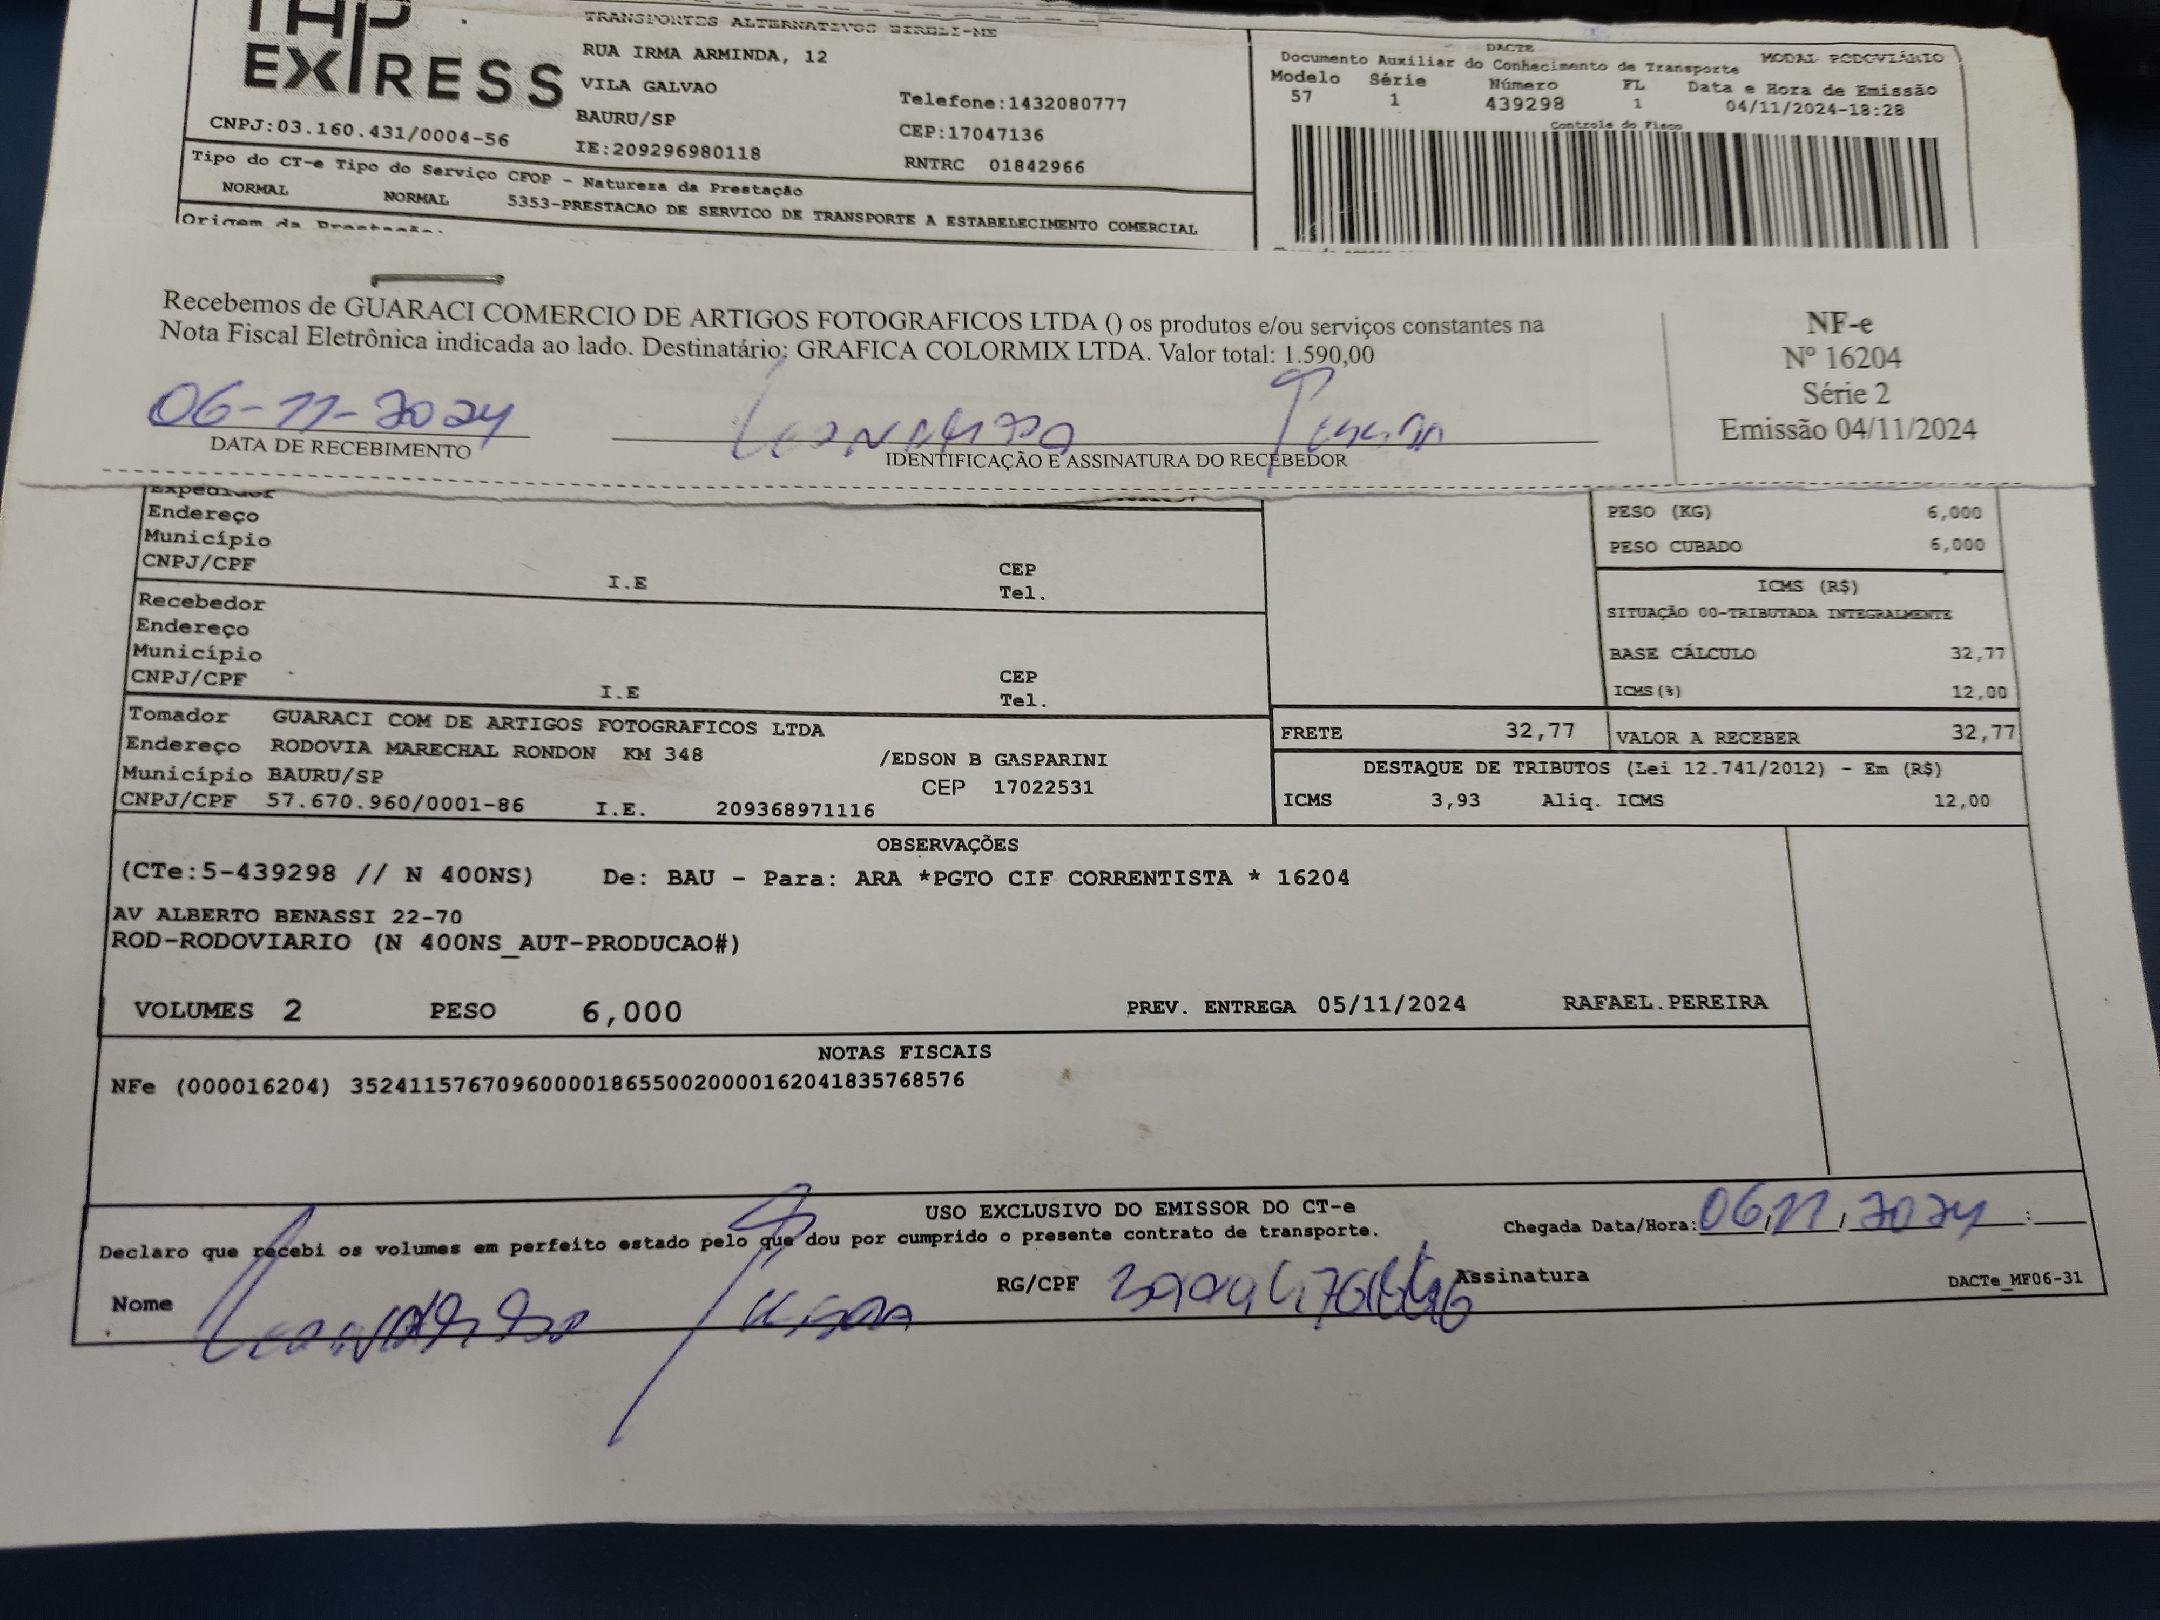 EXPRESS
TRANSPORTES ALTERNATIVOS EIRELI-ME
RUA IRMA ARMINDA, 12
VILA GALVAO
BAURU/SP
IE:209296980118
Telefone:1432080777
CEP:17047136
RNTRC 01842966
CNPJ:03.160.431/0004-56
Tipo do CT-e Tipo do Serviço CFOP - Natureza da Prestação
NORMAL NORMAL 5353-PRESTACAO DE SERVICO DE TRANSPORTE A ESTABELECIMENTO COMERCIAL
Origem da Prestação:
DACTE MODAL RODOVIÁRIO
Documento Auxiliar do Conhecimento de Transporte
Modelo Série Número FL Data e Hora de Emissão
57 1 439298 1 04/11/2024-18:28
Controle do Fisco
Recebemos de GUARACI COMERCIO DE ARTIGOS FOTOGRAFICOS LTDA () os produtos e/ou serviços constantes na
Nota Fiscal Eletrônica indicada ao lado. Destinatário: GRAFICA COLORMIX LTDA. Valor total: 1.590,00
06-11-2024
DATA DE RECEBIMENTO
IDENTIFICAÇÃO E ASSINATURA DO RECEBEDOR
NF-e
Nº 16204
Série 2
Emissão 04/11/2024
Expedidor
Endereço
Município
CNPJ/CPF I.E CEP
Tel.
Recebedor
Endereço
Município
CNPJ/CPF I.E CEP
Tel.
PESO (KG) 6,000
PESO CUBADO 6,000
ICMS (R$)
SITUAÇÃO 00-TRIBUTADA INTEGRALMENTE
BASE CÁLCULO 32,77
ICMS(%) 12,00
Tomador GUARACI COM DE ARTIGOS FOTOGRAFICOS LTDA
Endereço RODOVIA MARECHAL RONDON KM 348 /EDSON B GASPARINI
Município BAURU/SP CEP 17022531
CNPJ/CPF 57.670.960/0001-86 I.E. 209368971116
FRETE 32,77 VALOR A RECEBER 32,77
DESTAQUE DE TRIBUTOS (Lei 12.741/2012) - Em (R$)
ICMS 3,93 Aliq. ICMS 12,00
OBSERVAÇÕES
(CTe:5-439298 // N 400NS) De: BAU - Para: ARA *PGTO CIF CORRENTISTA * 16204
AV ALBERTO BENASSI 22-70
ROD-RODOVIARIO (N 400NS_AUT-PRODUCAO#)
VOLUMES 2 PESO 6,000 PREV. ENTREGA 05/11/2024 RAFAEL.PEREIRA
NOTAS FISCAIS
NFe (000016204) 35241157670960000186550020000162041835768576
USO EXCLUSIVO DO EMISSOR DO CT-e
Declaro que recebi os volumes em perfeito estado pelo que dou por cumprido o presente contrato de transporte.
Chegada Data/Hora: 06/11/2024 :
Nome RG/CPF Assinatura
DACTe_MF06-31